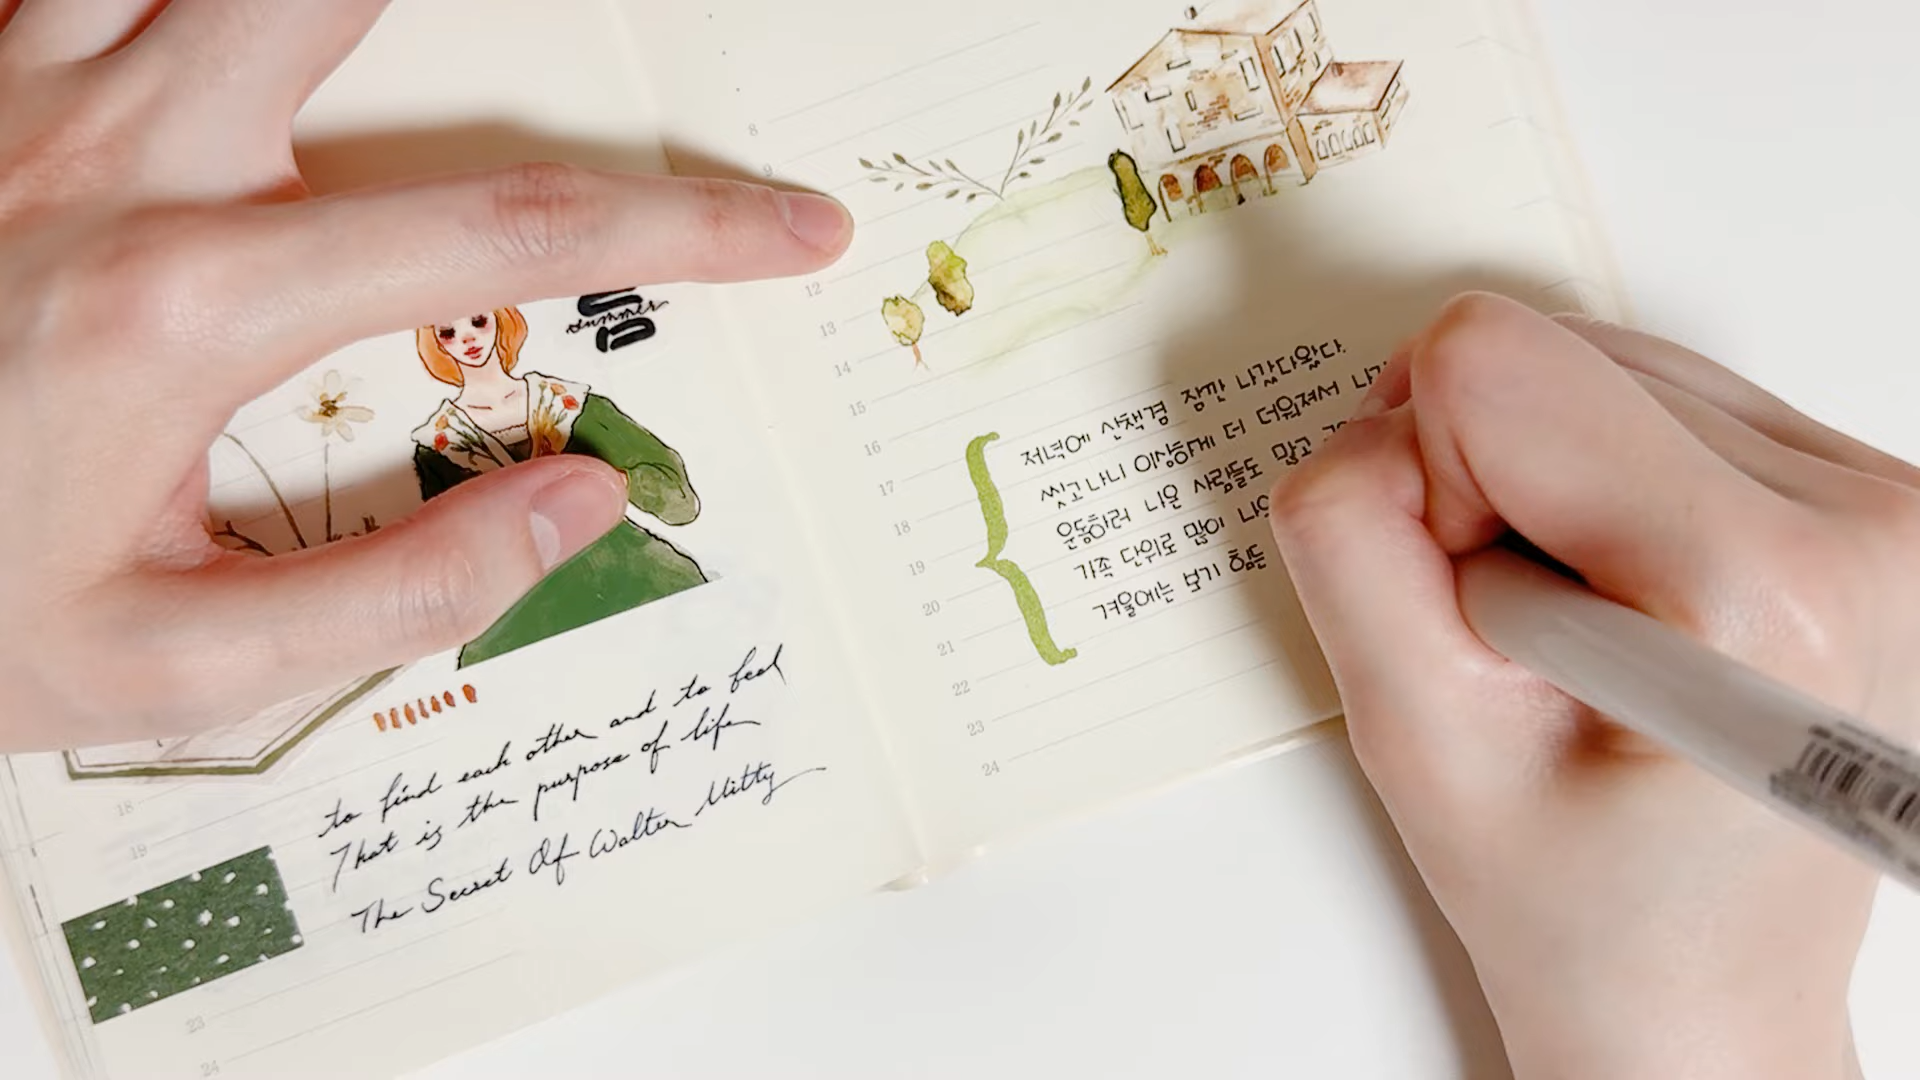 summer
to find each other and to feel
That is the purpose of life
The Secret Of Walter Mitty
18
19
23
24
8
9
12
13
14
15
16
17
18
19
20
21
22
23
24
저녁에 산책겸 잠깐 나갔다왔다.
씻고 나니 이상하게 더 더워져서
운동하러 나온 사람들도 많고
가족 단위로 많이
겨울에는 보기 힘든